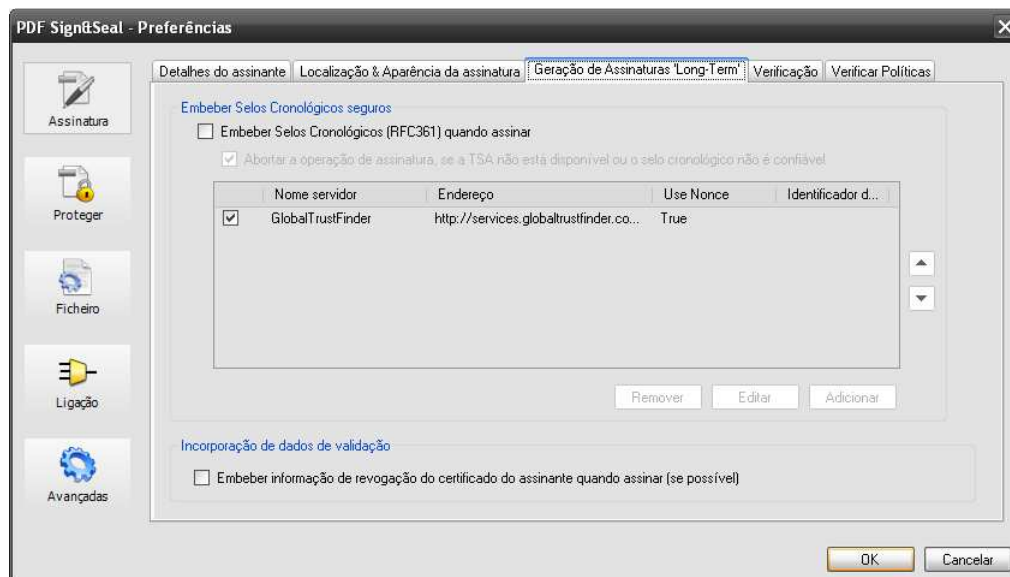 PDF Sign&Seal - Preferências
Assinatura
Proteger
Ficheiro
Ligação
Avançadas
Detalhes do assinante Localização & Aparência da assinatura Geração de Assinaturas 'Long-Term' Verificação Verificar Políticas
Embeber Selos Cronológicos seguros
Embeber Selos Cronológicos (RFC361) quando assinar
Abortar a operação de assinatura, se a TSA não está disponível ou o selo cronológico não é confiável
Nome servidor Endereço Use Nonce Identificador d...
GlobalTrustFinder http://services.globaltrustfinder.co... True
Remover Editar Adicionar
Incorporação de dados de validação
Embeber informação de revogação do certificado do assinante quando assinar (se possível)
OK Cancelar